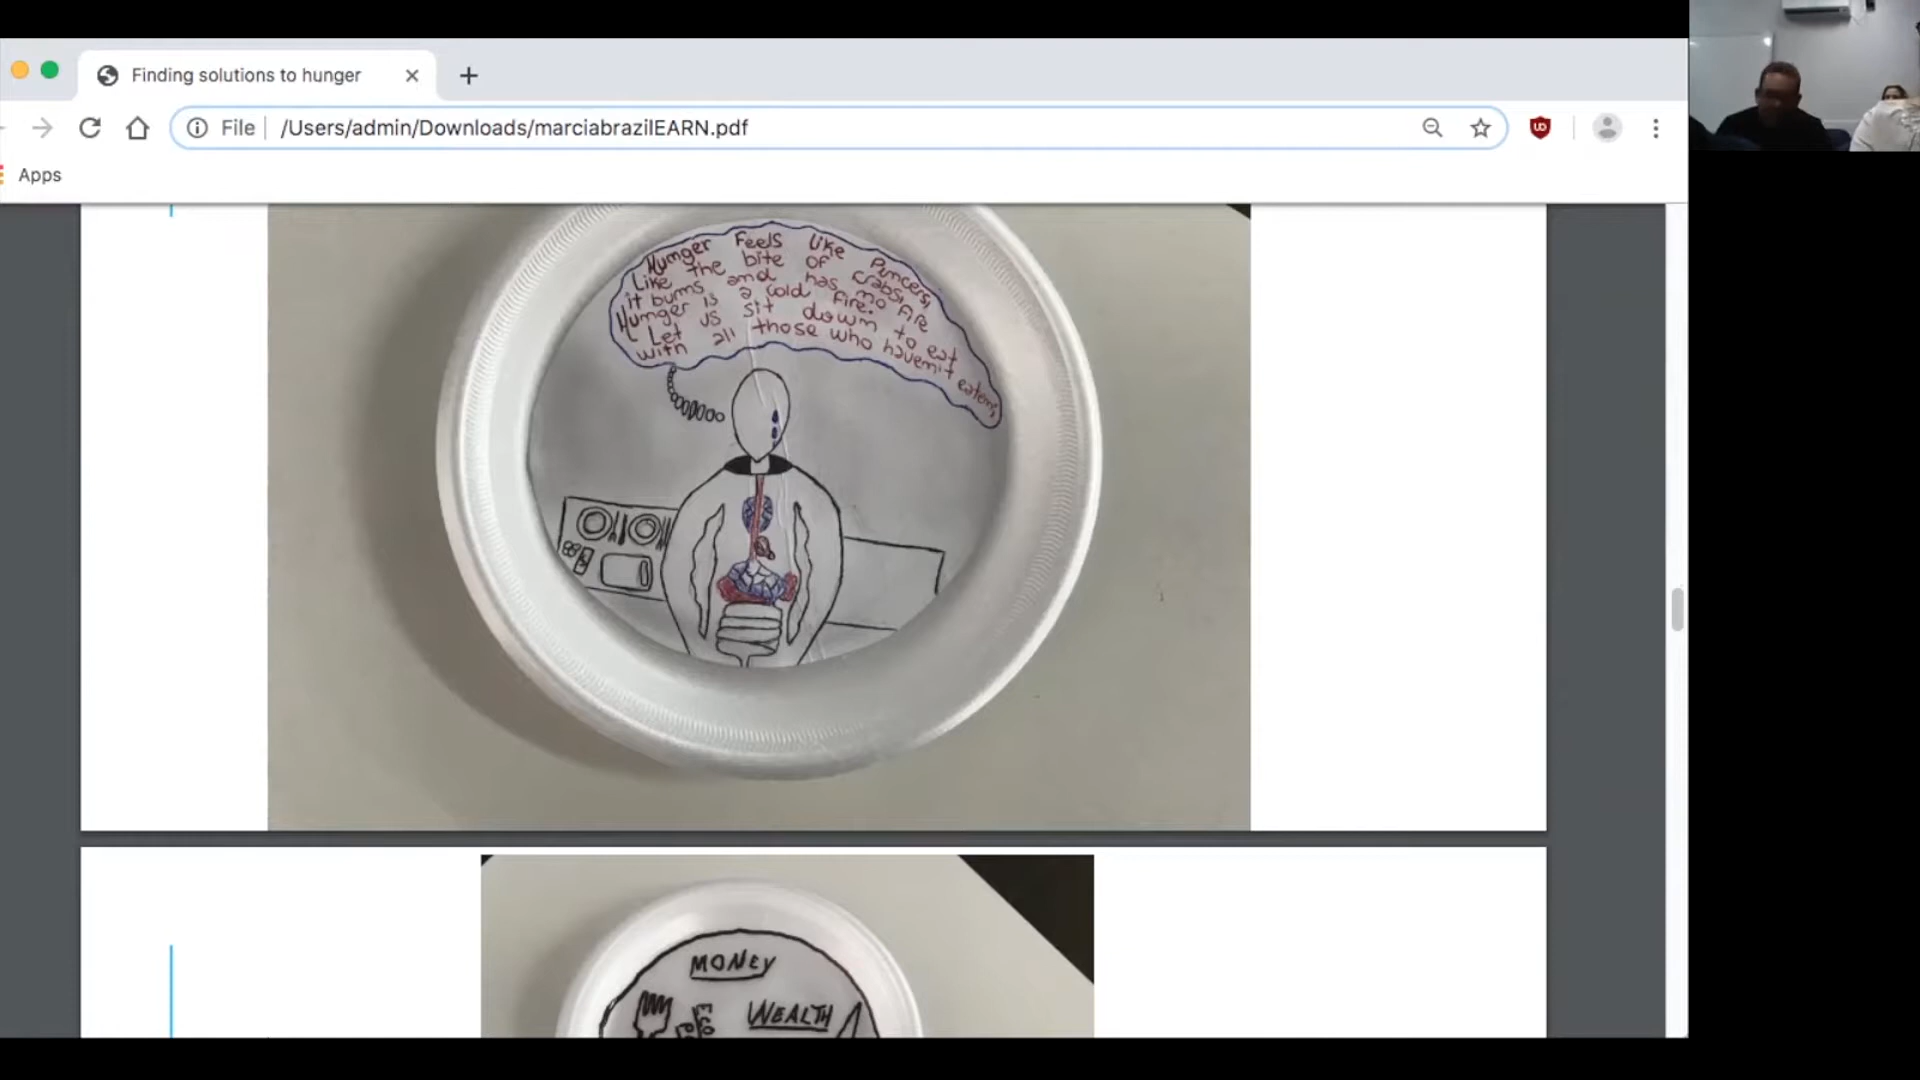 Finding solutions to hunger
File
/Users/admin/Downloads/marciabrazilEARN.pdf
Apps
Hunger Feels like Pincers,
Like the bite of crabs,
it burns and has no fire
Hunger is a cold fire.
Let us sit down to eat
with all those who haven't eaten,
MONEY
WEALTH